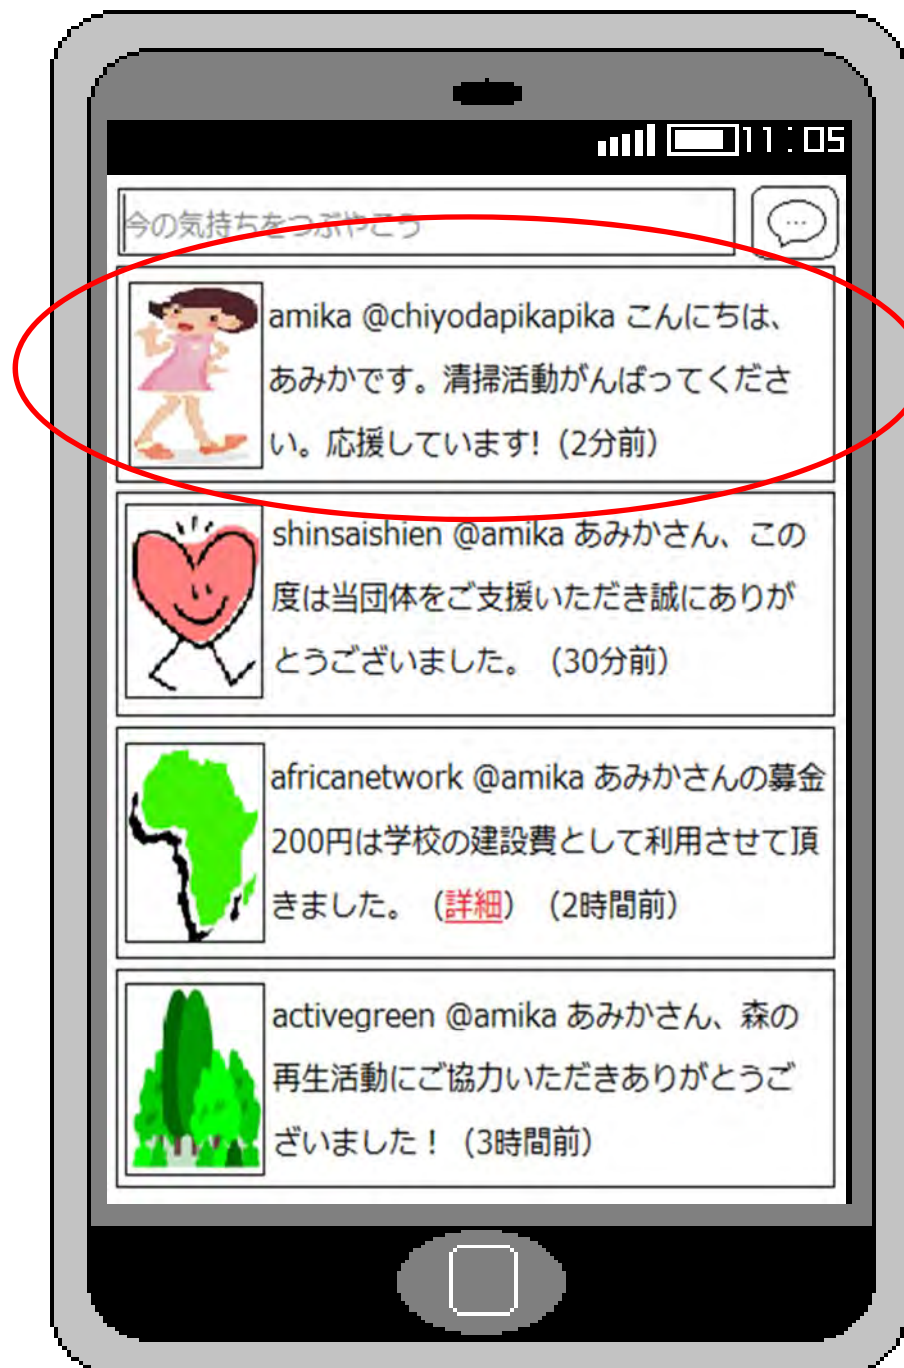 11:05
今の気持ちをつぶやこう
amika @chiyodapikapika こんにちは、
あみかです。清掃活動がんばってくださ
い。応援しています! (2分前)
shinsaishien @amika あみかさん、この
度は当団体をご支援いただき誠にありが
とうございました。 (30分前)
africanetwork @amika あみかさんの募金
200円は学校の建設費として利用させて頂
きました。 (詳細) (2時間前)
activegreen @amika あみかさん、森の
再生活動にご協力いただきありがとうご
ざいました！ (3時間前)